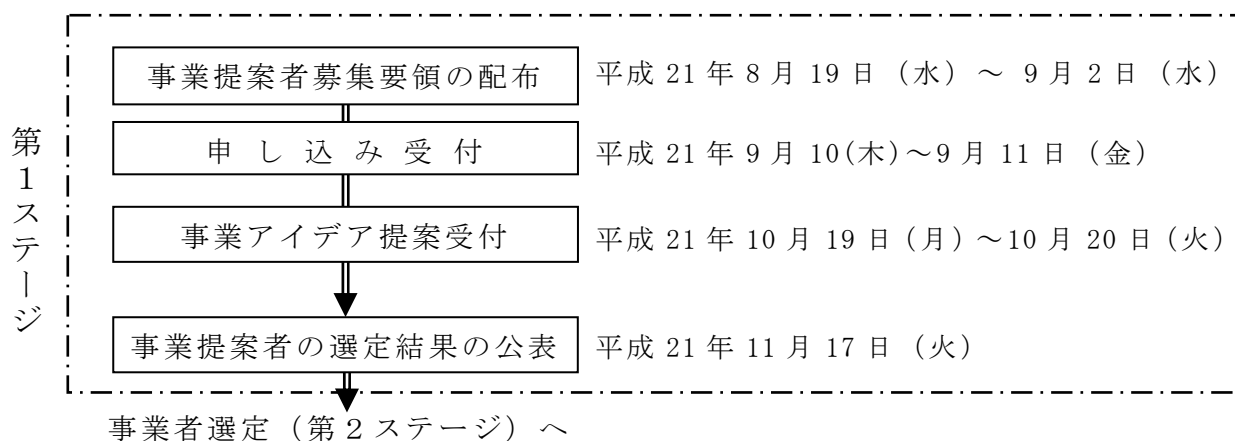 第1ステージ
事業提案者募集要領の配布 平成 21 年 8 月 19 日（水）～ 9 月 2 日（水）
申し込み受付 平成 21 年 9 月 10(木)～9 月 11 日（金）
事業アイデア提案受付 平成 21 年 10 月 19 日（月）～10 月 20 日（火）
事業提案者の選定結果の公表 平成 21 年 11 月 17 日（火）
事業者選定（第２ステージ）へ